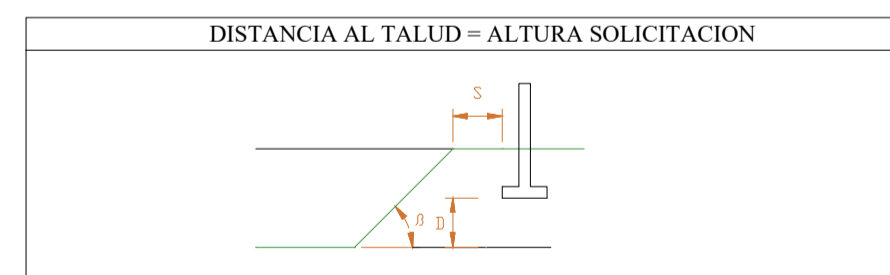 DISTANCIA AL TALUD = ALTURA SOLICITACION
S
β D